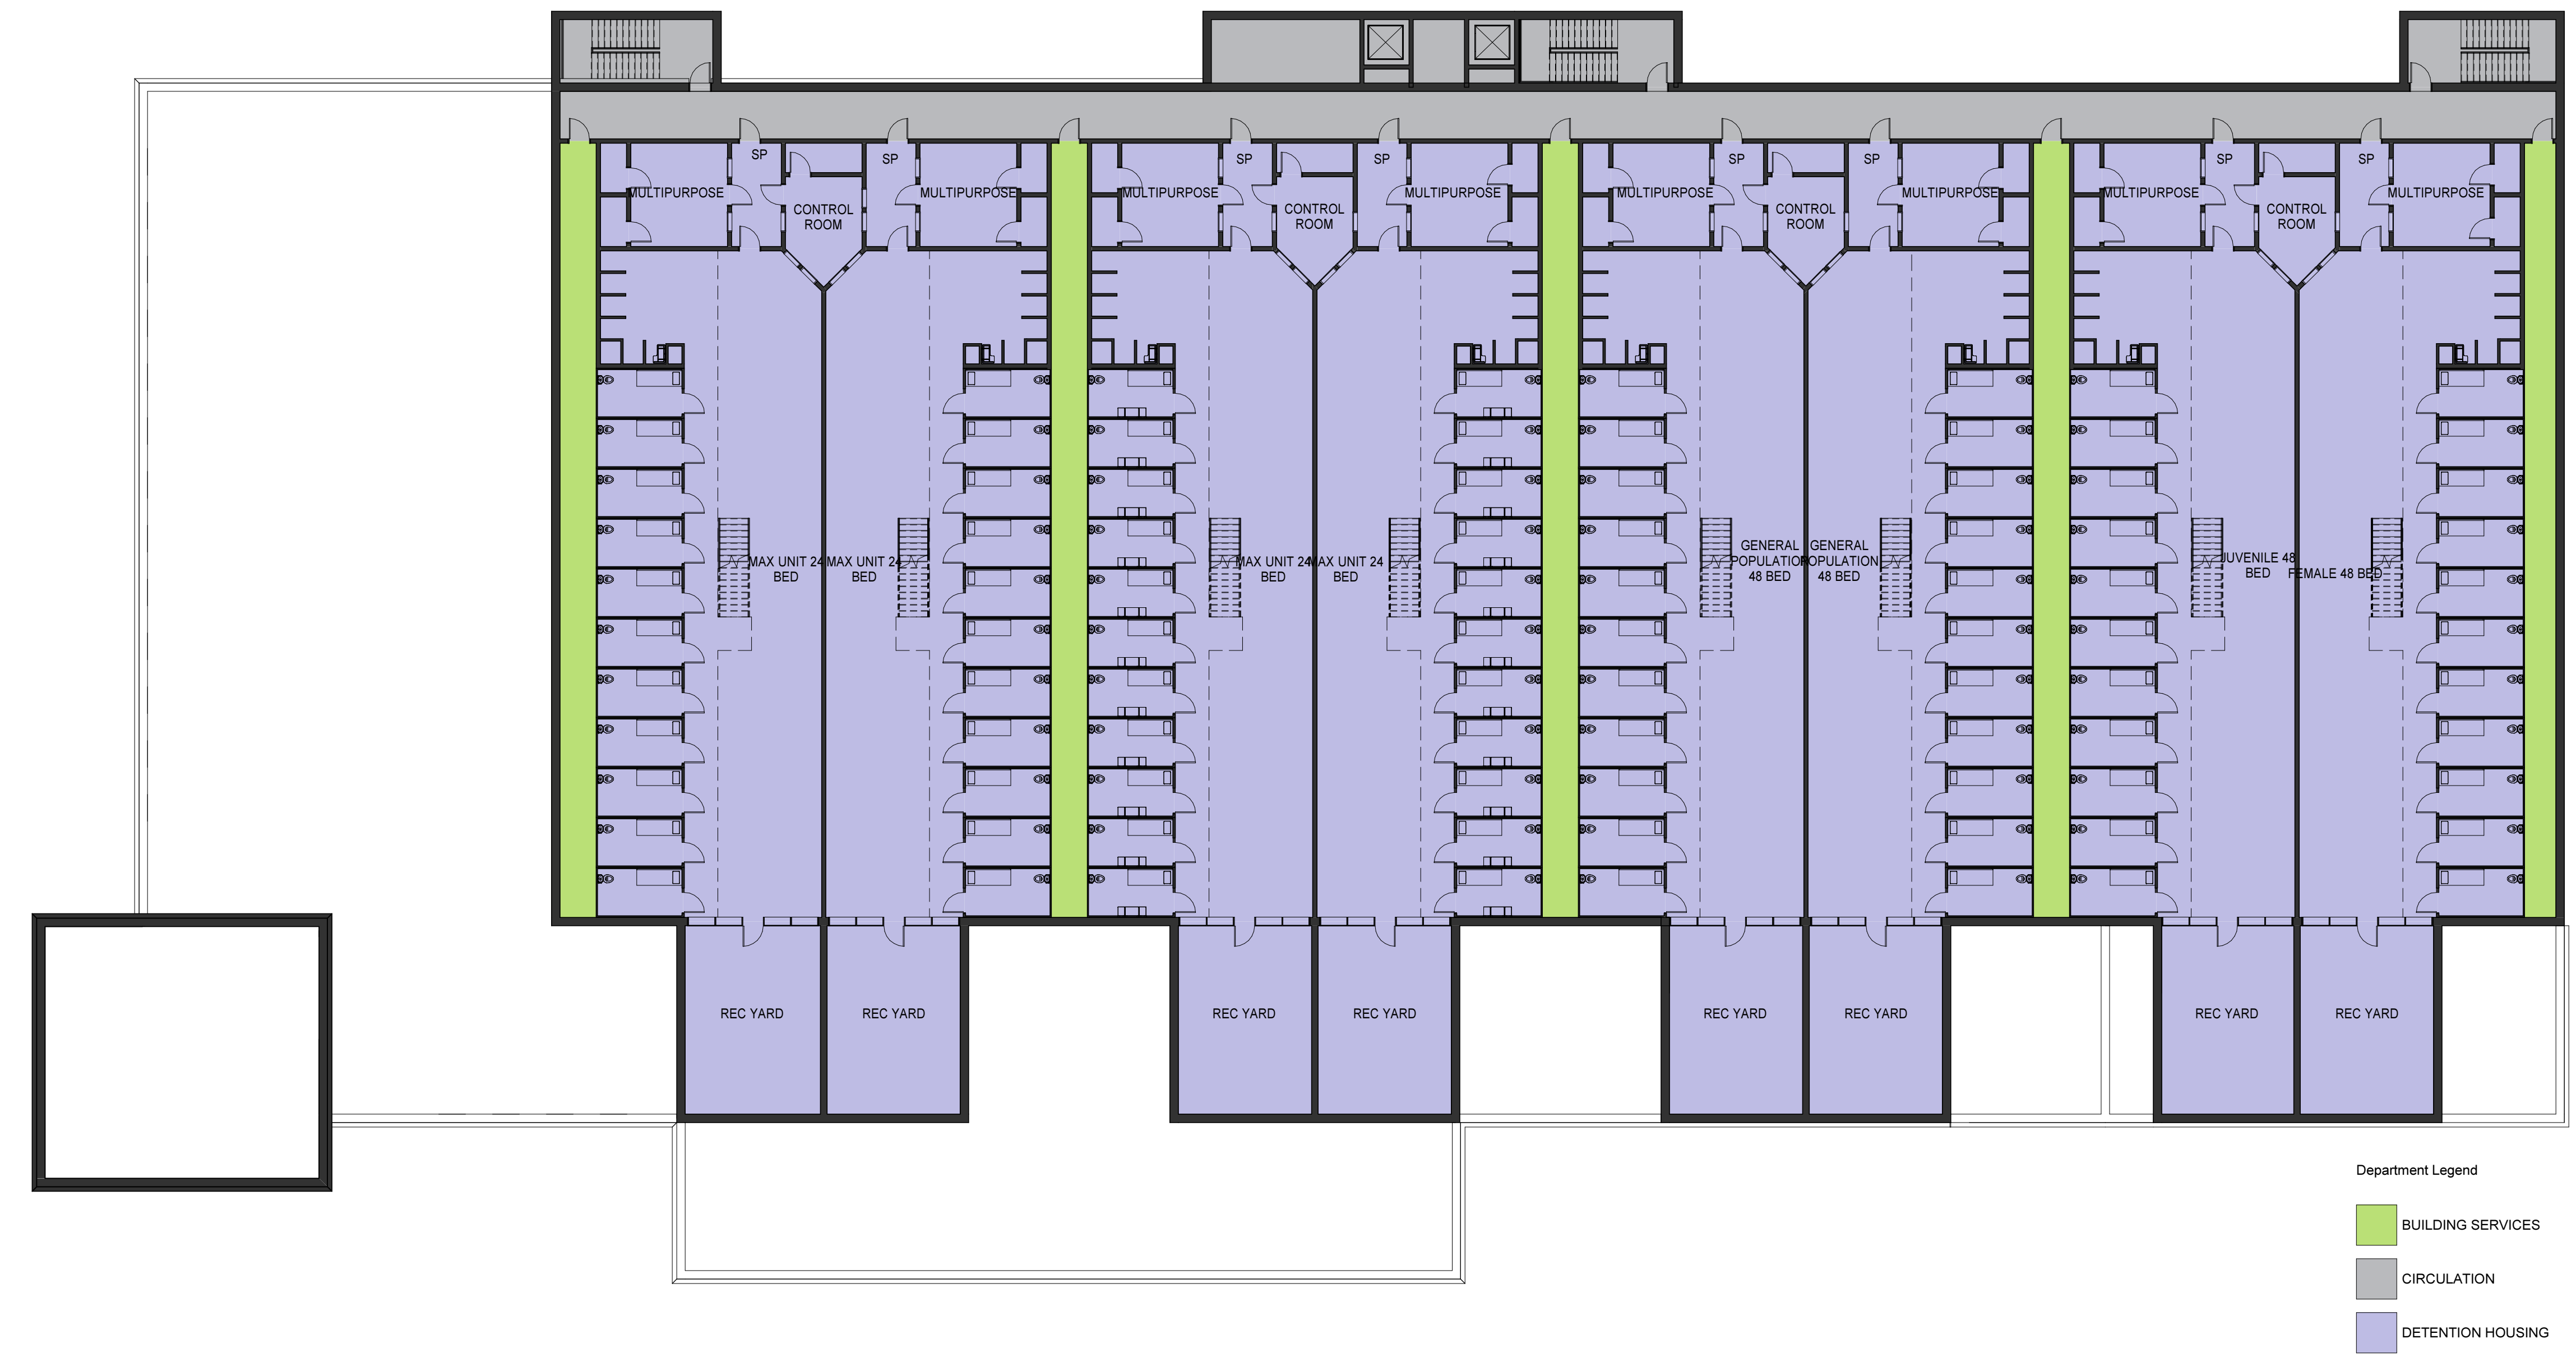 SP
SP
SP
SP
SP
SP
SP
SP
MULTIPURPOSE
MULTIPURPOSE
MULTIPURPOSE
MULTIPURPOSE
MULTIPURPOSE
MULTIPURPOSE
MULTIPURPOSE
MULTIPURPOSE
CONTROL
ROOM
CONTROL
ROOM
CONTROL
ROOM
CONTROL
ROOM
MAX UNIT 24
BED
MAX UNIT 24
BED
MAX UNIT 24
BED
MAX UNIT 24
BED
GENERAL
POPULATION
48 BED
GENERAL
POPULATION
48 BED
JUVENILE 48
BED
FEMALE 48 BED
REC YARD
REC YARD
REC YARD
REC YARD
REC YARD
REC YARD
REC YARD
REC YARD
Department Legend
BUILDING SERVICES
CIRCULATION
DETENTION HOUSING